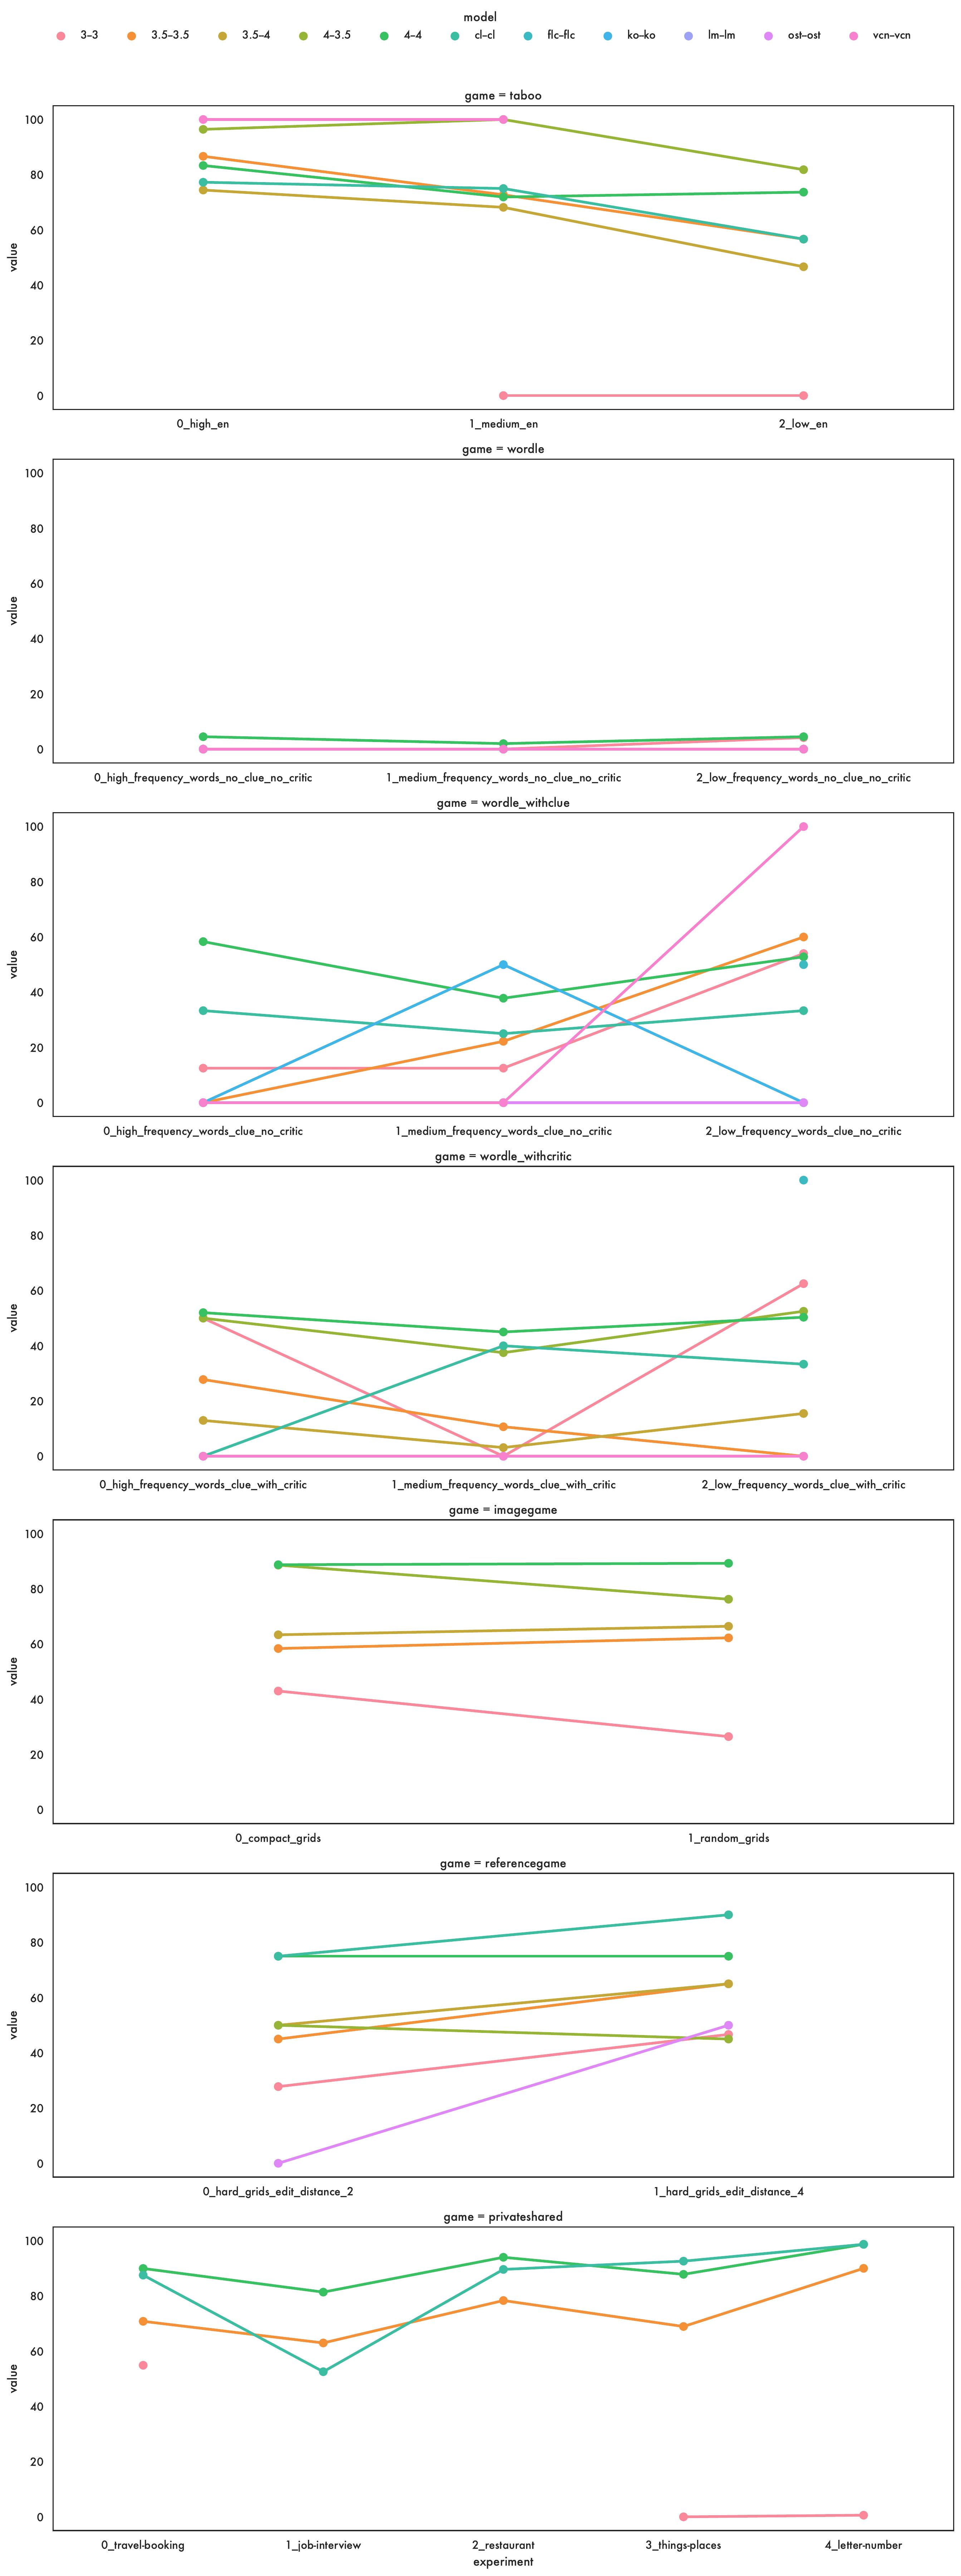 model
3–3 3.5–3.5 3.5–4 4–3.5 4–4 cl–cl flc–flc ko–ko lm–lm ost–ost vcn–vcn
game = taboo
100
80
60
40
20
0
value
0_high_en 1_medium_en 2_low_en
game = wordle
100
80
60
40
20
0
value
0_high_frequency_words_no_clue_no_critic 1_medium_frequency_words_no_clue_no_critic 2_low_frequency_words_no_clue_no_critic
game = wordle_withclue
100
80
60
40
20
0
value
0_high_frequency_words_clue_no_critic 1_medium_frequency_words_clue_no_critic 2_low_frequency_words_clue_no_critic
game = wordle_withcritic
100
80
60
40
20
0
value
0_high_frequency_words_clue_with_critic 1_medium_frequency_words_clue_with_critic 2_low_frequency_words_clue_with_critic
game = imagegame
100
80
60
40
20
0
value
0_compact_grids 1_random_grids
game = referencegame
100
80
60
40
20
0
value
0_hard_grids_edit_distance_2 1_hard_grids_edit_distance_4
game = privateshared
100
80
60
40
20
0
value
0_travel-booking 1_job-interview 2_restaurant 3_things-places 4_letter-number
experiment